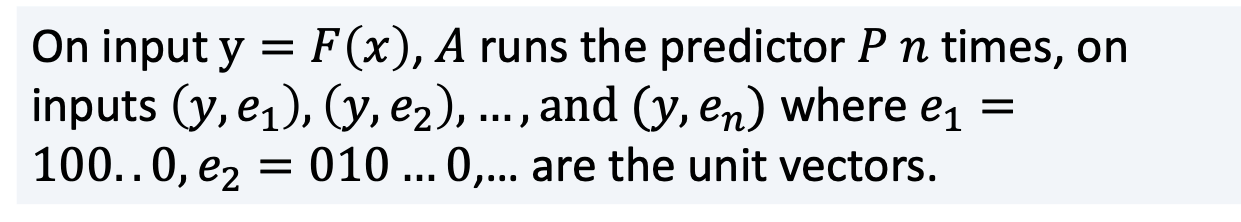 On input y = F(x), A runs the predictor P n times, on
inputs (y, e₁), (y, e₂), ..., and (y, eₙ) where e₁ =
100. . 0, e₂ = 010 ... 0,... are the unit vectors.